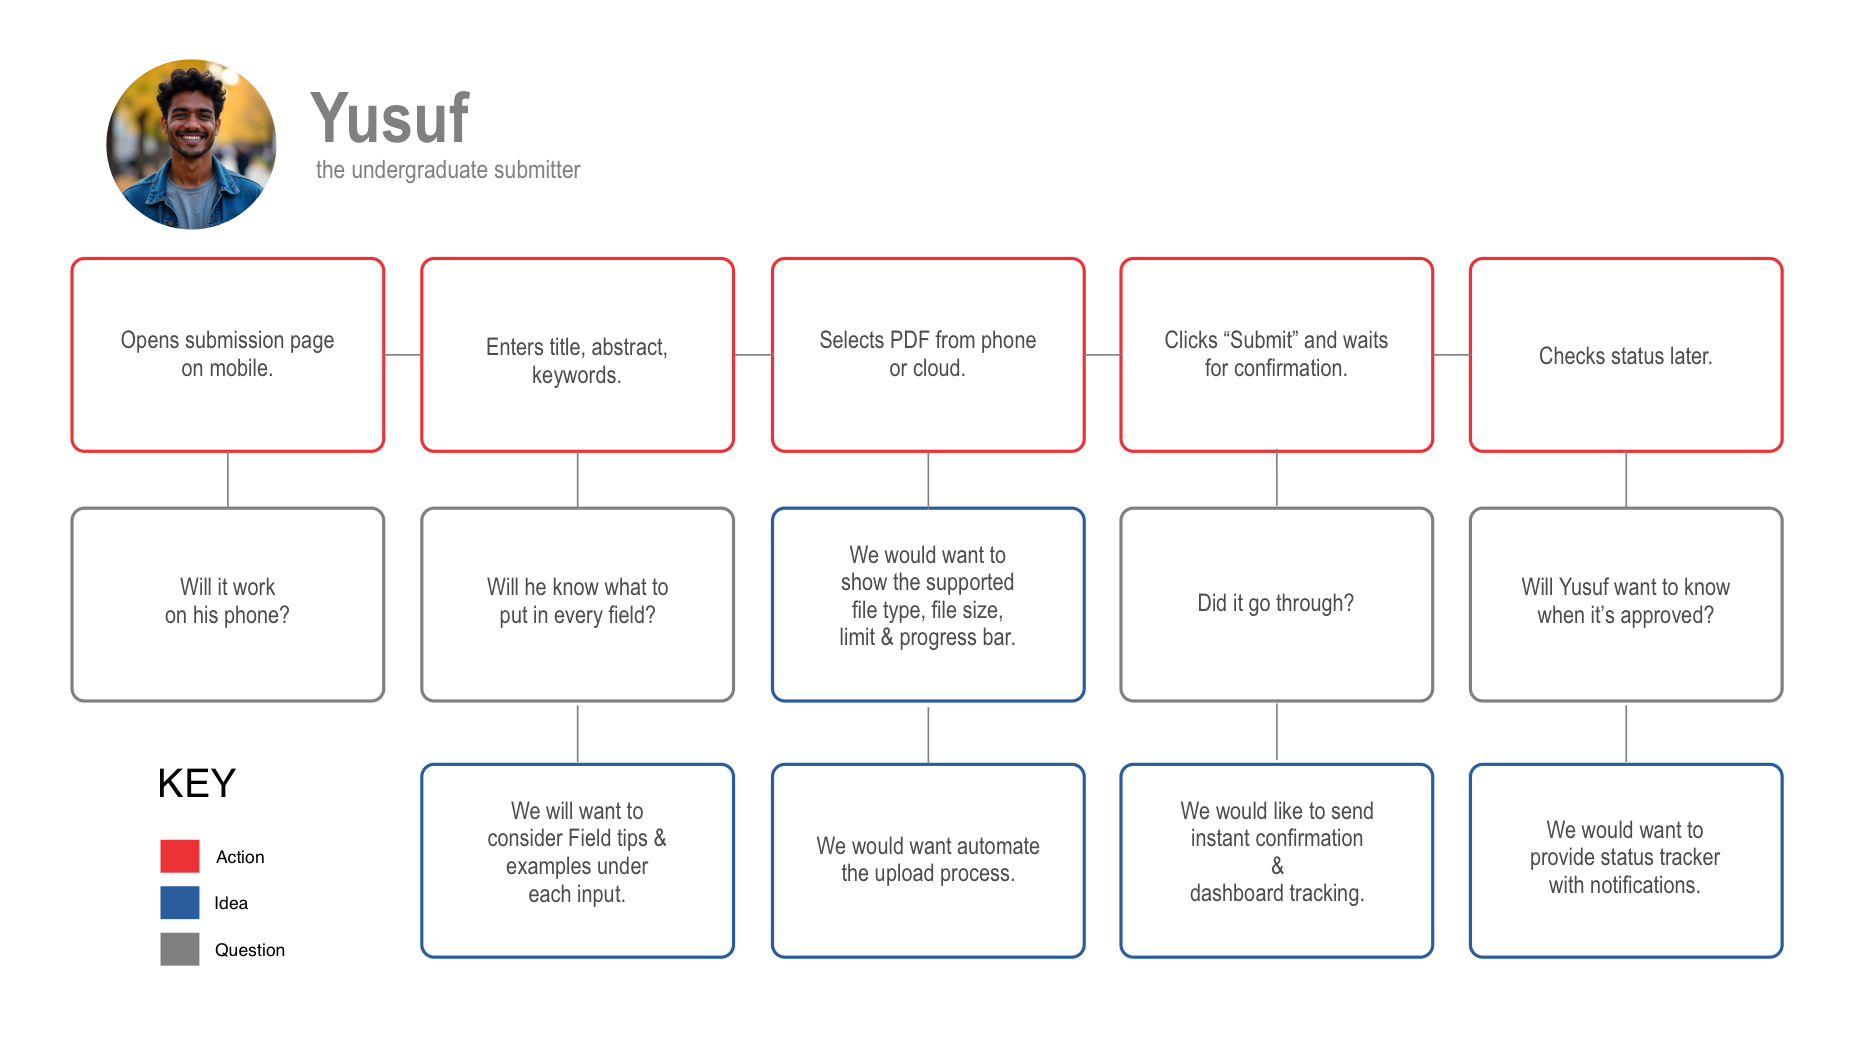 Yusuf
the undergraduate submitter
Opens submission page
on mobile.
Enters title, abstract,
keywords.
Selects PDF from phone
or cloud.
Clicks “Submit” and waits
for confirmation.
Checks status later.
Will it work
on his phone?
Will he know what to
put in every field?
We would want to
show the supported
file type, file size,
limit & progress bar.
Did it go through?
Will Yusuf want to know
when it’s approved?
KEY
Action
Idea
Question
We will want to
consider Field tips &
examples under
each input.
We would want automate
the upload process.
We would like to send
instant confirmation
&
dashboard tracking.
We would want to
provide status tracker
with notifications.